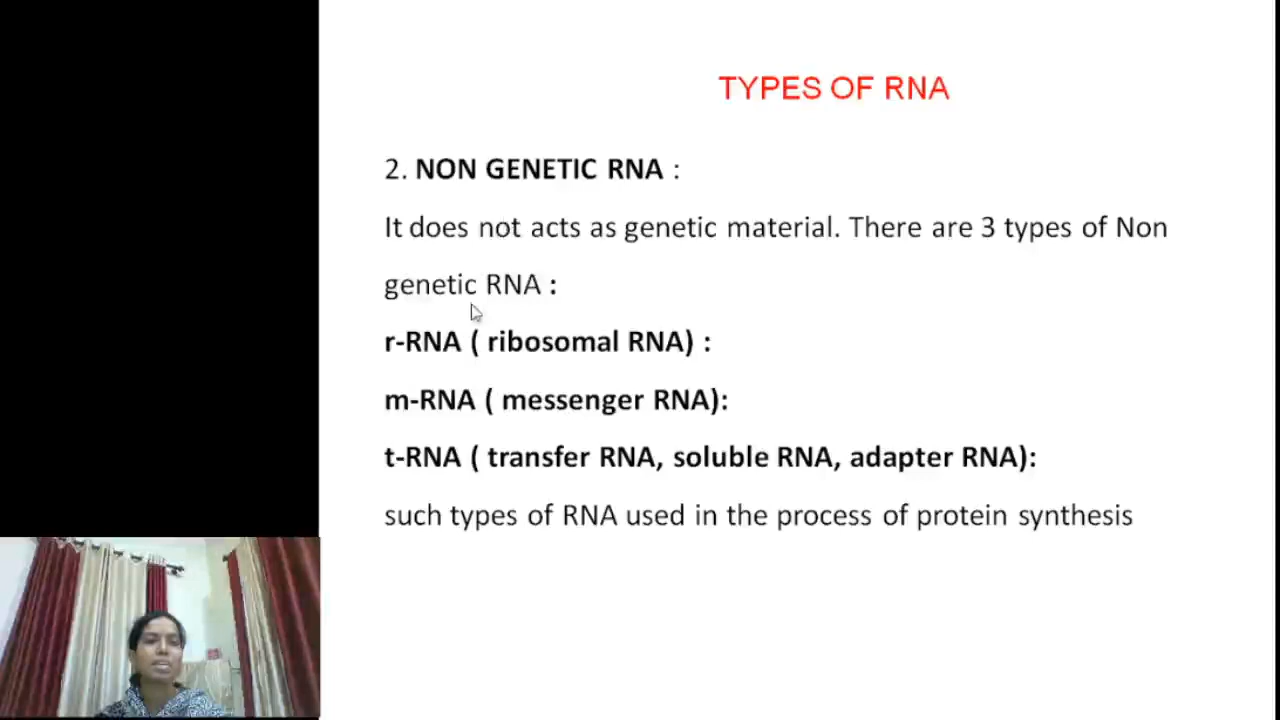 TYPES OF RNA
2. NON GENETIC RNA :
It does not acts as genetic material. There are 3 types of Non
genetic RNA :
r-RNA ( ribosomal RNA) :
m-RNA ( messenger RNA):
t-RNA ( transfer RNA, soluble RNA, adapter RNA):
such types of RNA used in the process of protein synthesis